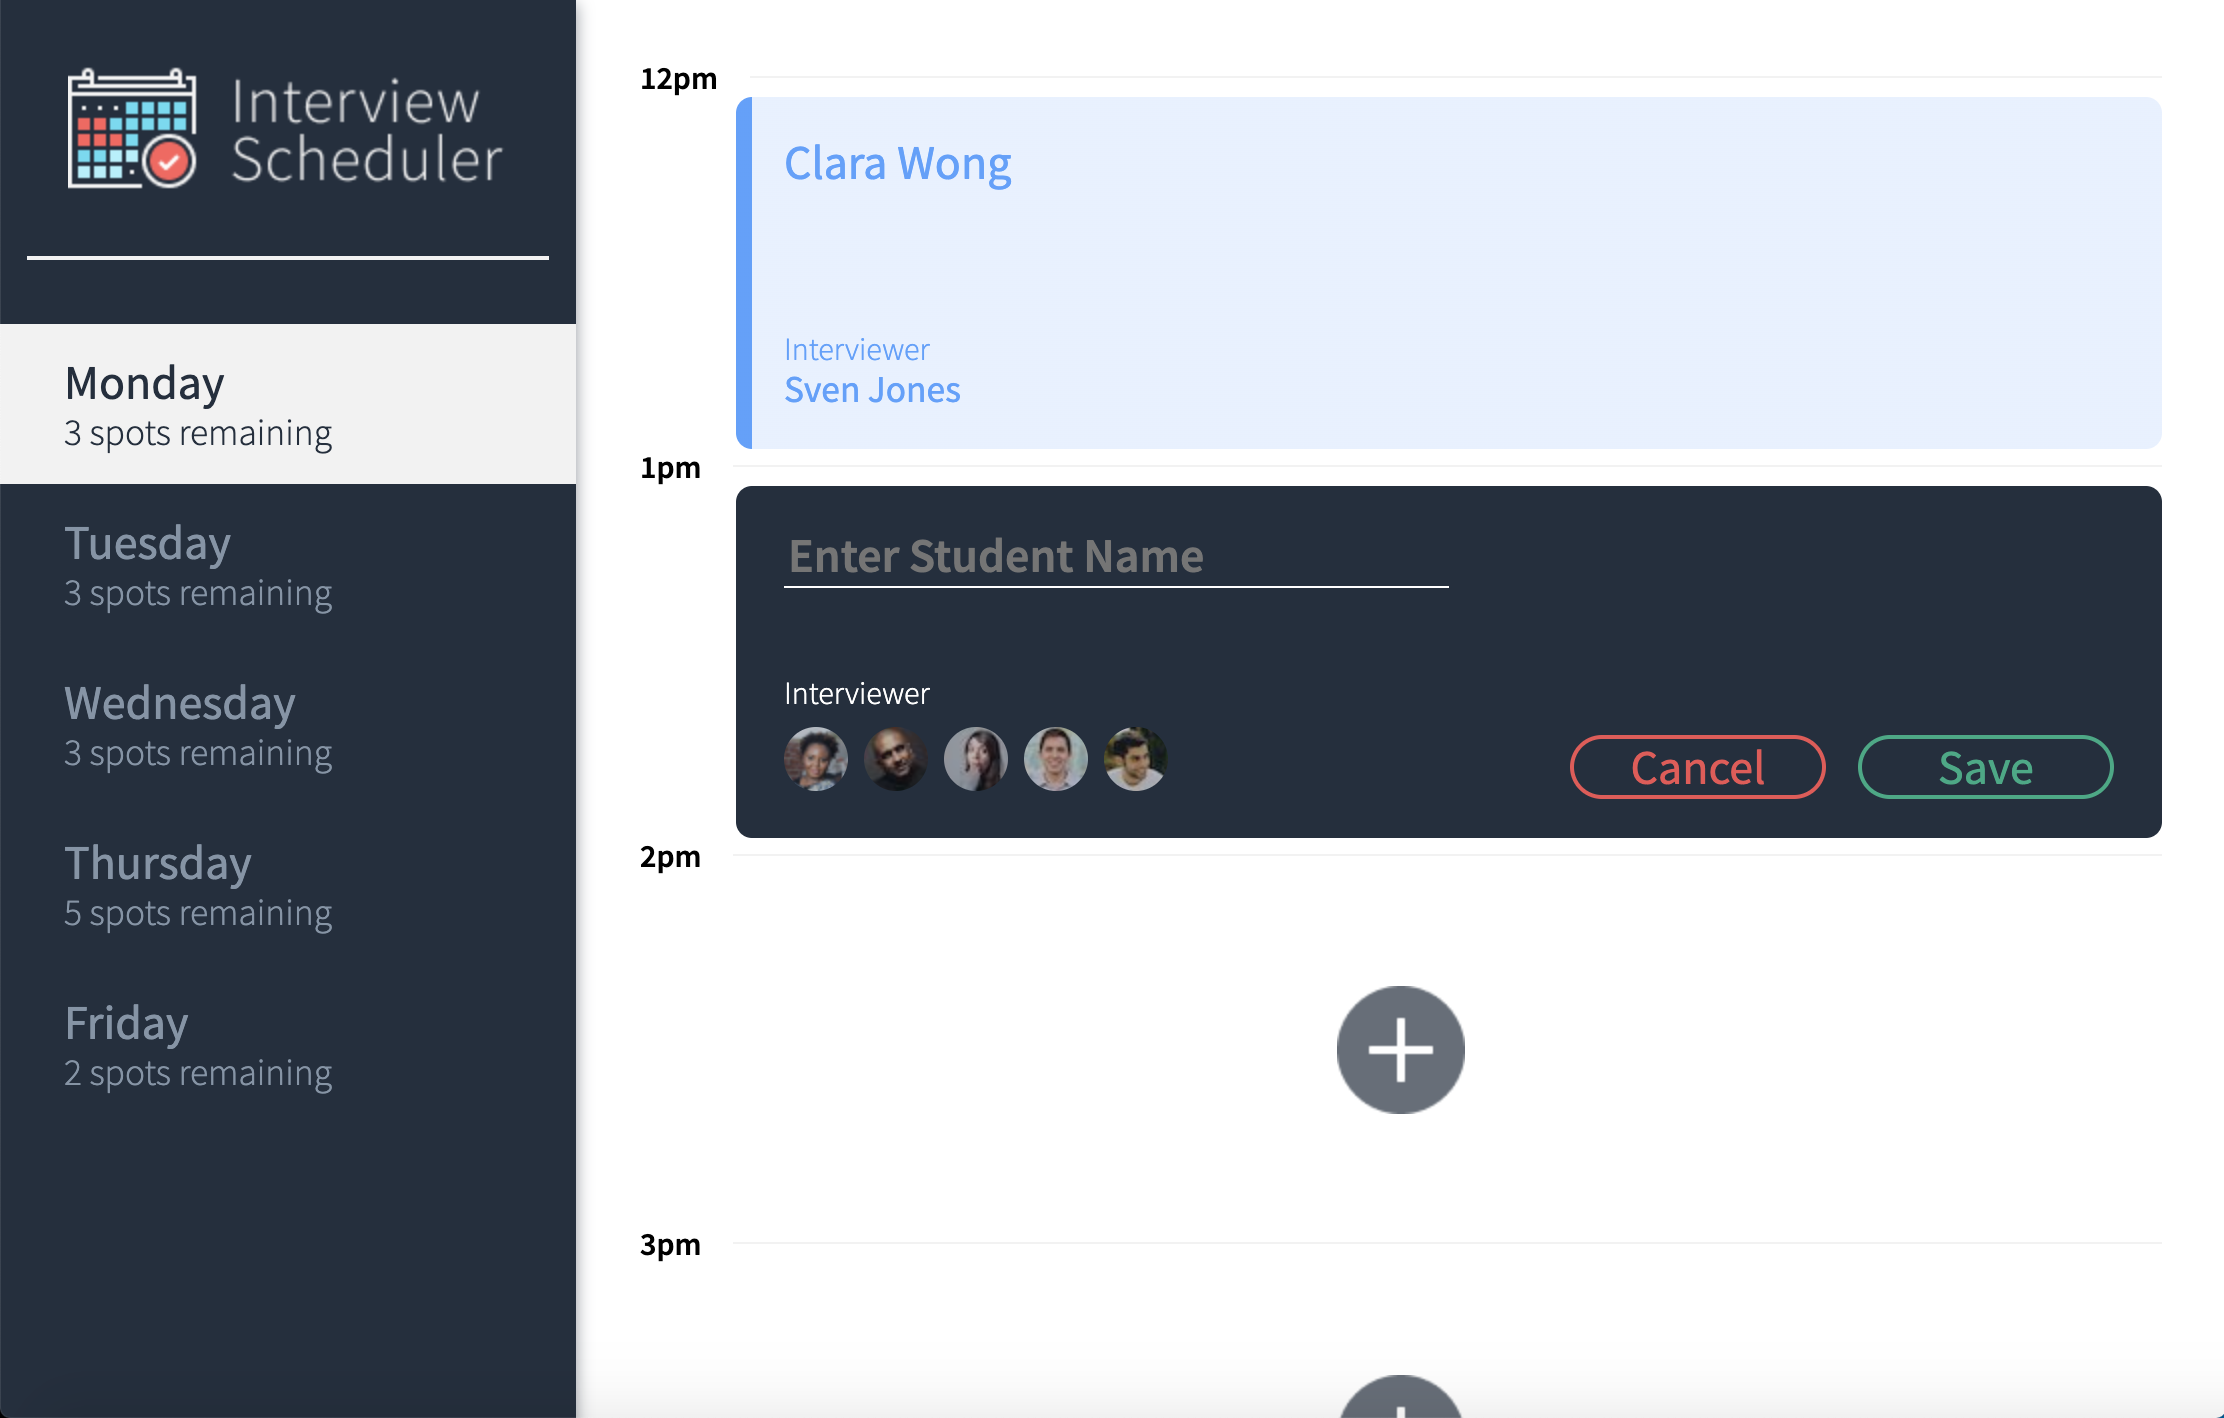 Interview
Scheduler
Monday
3 spots remaining
Tuesday
3 spots remaining
Wednesday
3 spots remaining
Thursday
5 spots remaining
Friday
2 spots remaining
12pm
Clara Wong
Interviewer
Sven Jones
1pm
Enter Student Name
Interviewer
Cancel
Save
2pm
3pm